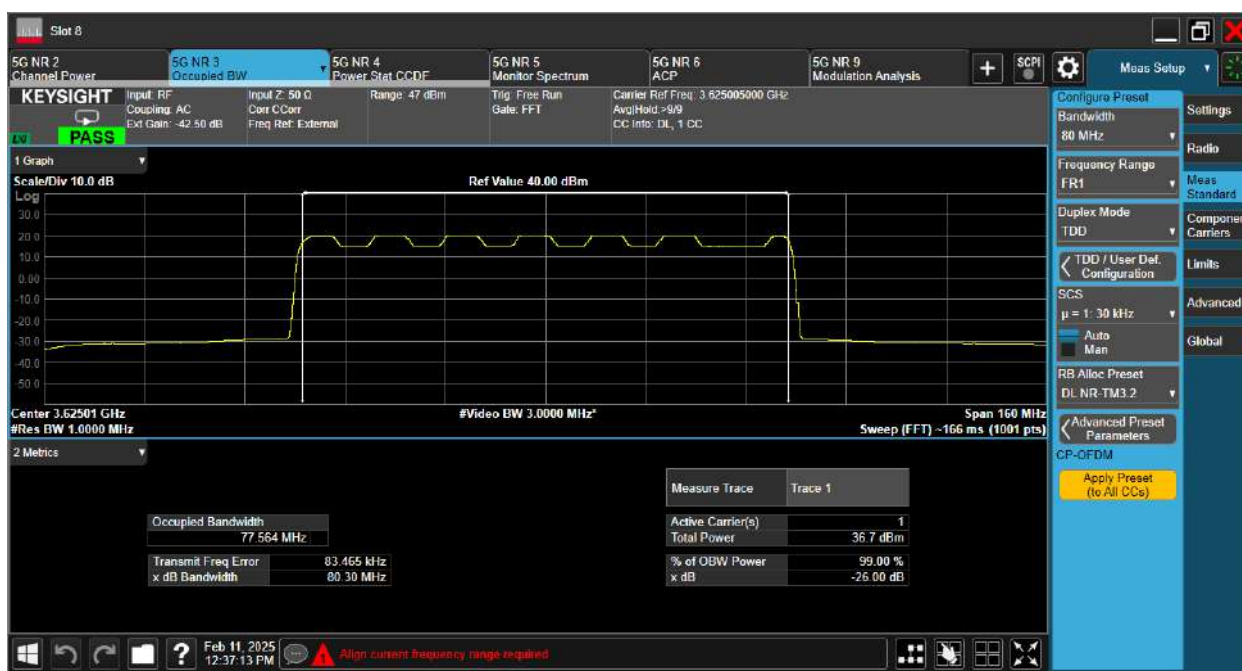 Slot 8
5G NR 2
Channel Power
5G NR 3
Occupied BW
5G NR 4
Power Stat CCDF
5G NR 5
Monitor Spectrum
5G NR 6
ACP
5G NR 9
Modulation Analysis
SCPI
Meas Setup
KEYSIGHT
PASS
Input: RF
Coupling: AC
Ext Gain: -42.50 dB
Input Z: 50 Ω
Corr CCorr
Freq Ref: External
Range: 47 dBm
Trig: Free Run
Gate: FFT
Carrier Ref Freq: 3.625005000 GHz
Avg|Hold:>9/9
CC Info: DL, 1 CC
1 Graph
Scale/Div 10.0 dB
Ref Value 40.00 dBm
Log
30.0
20.0
10.0
0.00
-10.0
-20.0
-30.0
-40.0
-50.0
Center 3.62501 GHz
#Video BW 3.0000 MHz*
Span 160 MHz
#Res BW 1.0000 MHz
Sweep (FFT) ~166 ms (1001 pts)
2 Metrics
Measure Trace Trace 1
Occupied Bandwidth
77.564 MHz
Active Carrier(s) 1
Total Power 36.7 dBm
Transmit Freq Error 83.465 kHz
x dB Bandwidth 80.30 MHz
% of OBW Power 99.00 %
x dB -26.00 dB
Configure Preset
Bandwidth
80 MHz
Frequency Range
FR1
Duplex Mode
TDD
TDD / User Def.
Configuration
SCS
µ = 1: 30 kHz
Auto
Man
RB Alloc Preset
DL NR-TM3.2
Advanced Preset
Parameters
CP-OFDM
Apply Preset
(to All CCs)
Settings
Radio
Meas
Standard
Componen
Carriers
Limits
Advanced
Global
?
Feb 11, 2025
12:37:13 PM
Align current frequency range required